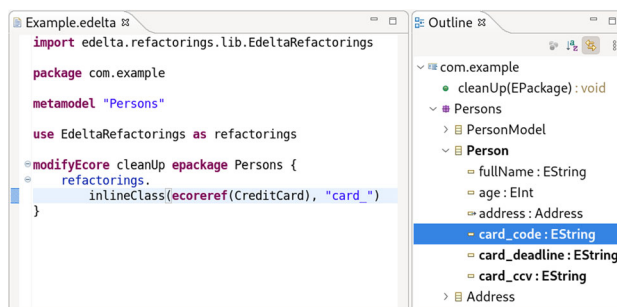 Example.edelta
import edelta.refactorings.lib.EdeltaRefactorings
package com.example
metamodel "Persons"
use EdeltaRefactorings as refactorings
modifyEcore cleanUp epackage Persons {
refactorings.
inlineClass(ecoreref(CreditCard), "card_")
}
Outline
com.example
cleanUp(EPackage) : void
Persons
PersonModel
Person
fullName : EString
age : EInt
address : Address
card_code : EString
card_deadline : EString
card_ccv : EString
Address